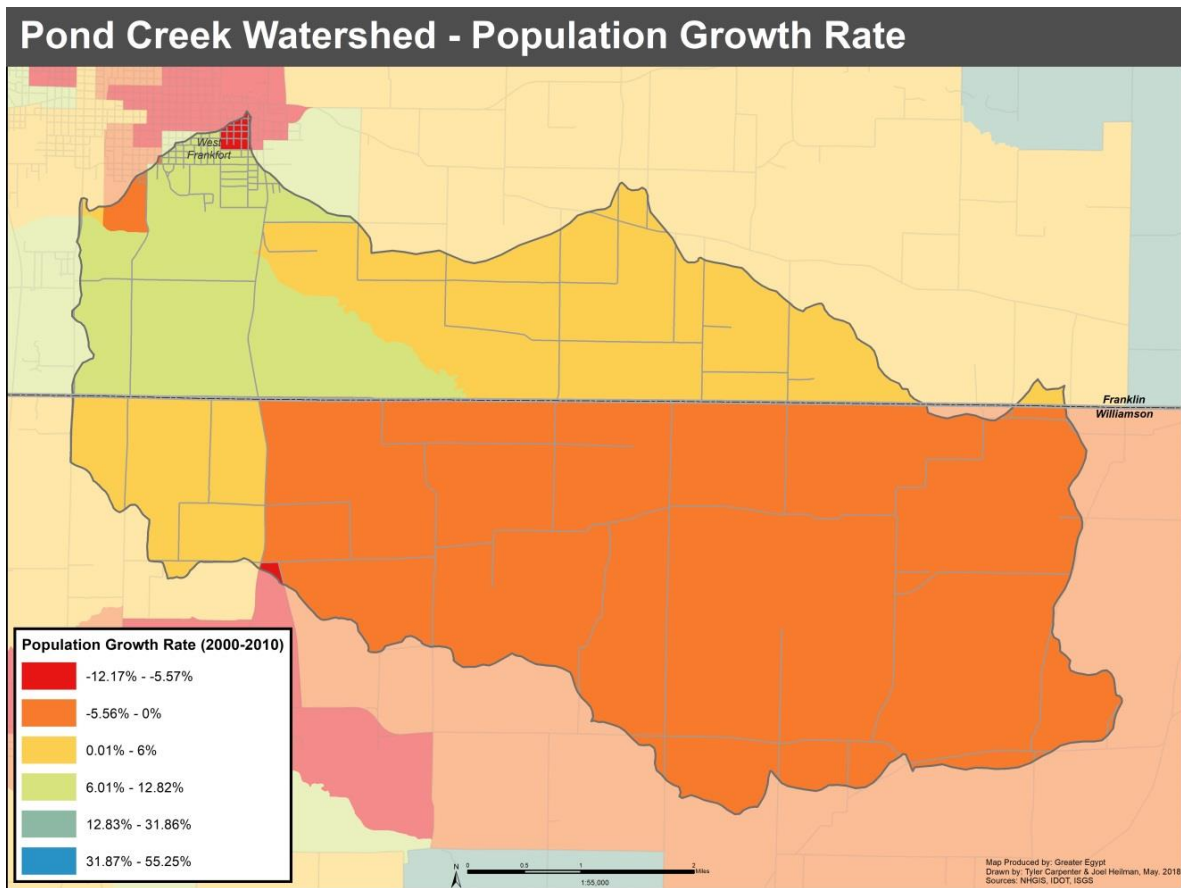 Pond Creek Watershed - Population Growth Rate
West
Frankfort
Franklin
Williamson
Population Growth Rate (2000-2010)
-12.17% - -5.57%
-5.56% - 0%
0.01% - 6%
6.01% - 12.82%
12.83% - 31.86%
31.87% - 55.25%
N
0 0.5 1 2
Miles
1:55,000
Map Produced by: Greater Egypt
Drawn by: Tyler Carpenter & Joel Heilman, May. 2018
Sources: NHGIS, IDOT, ISGS